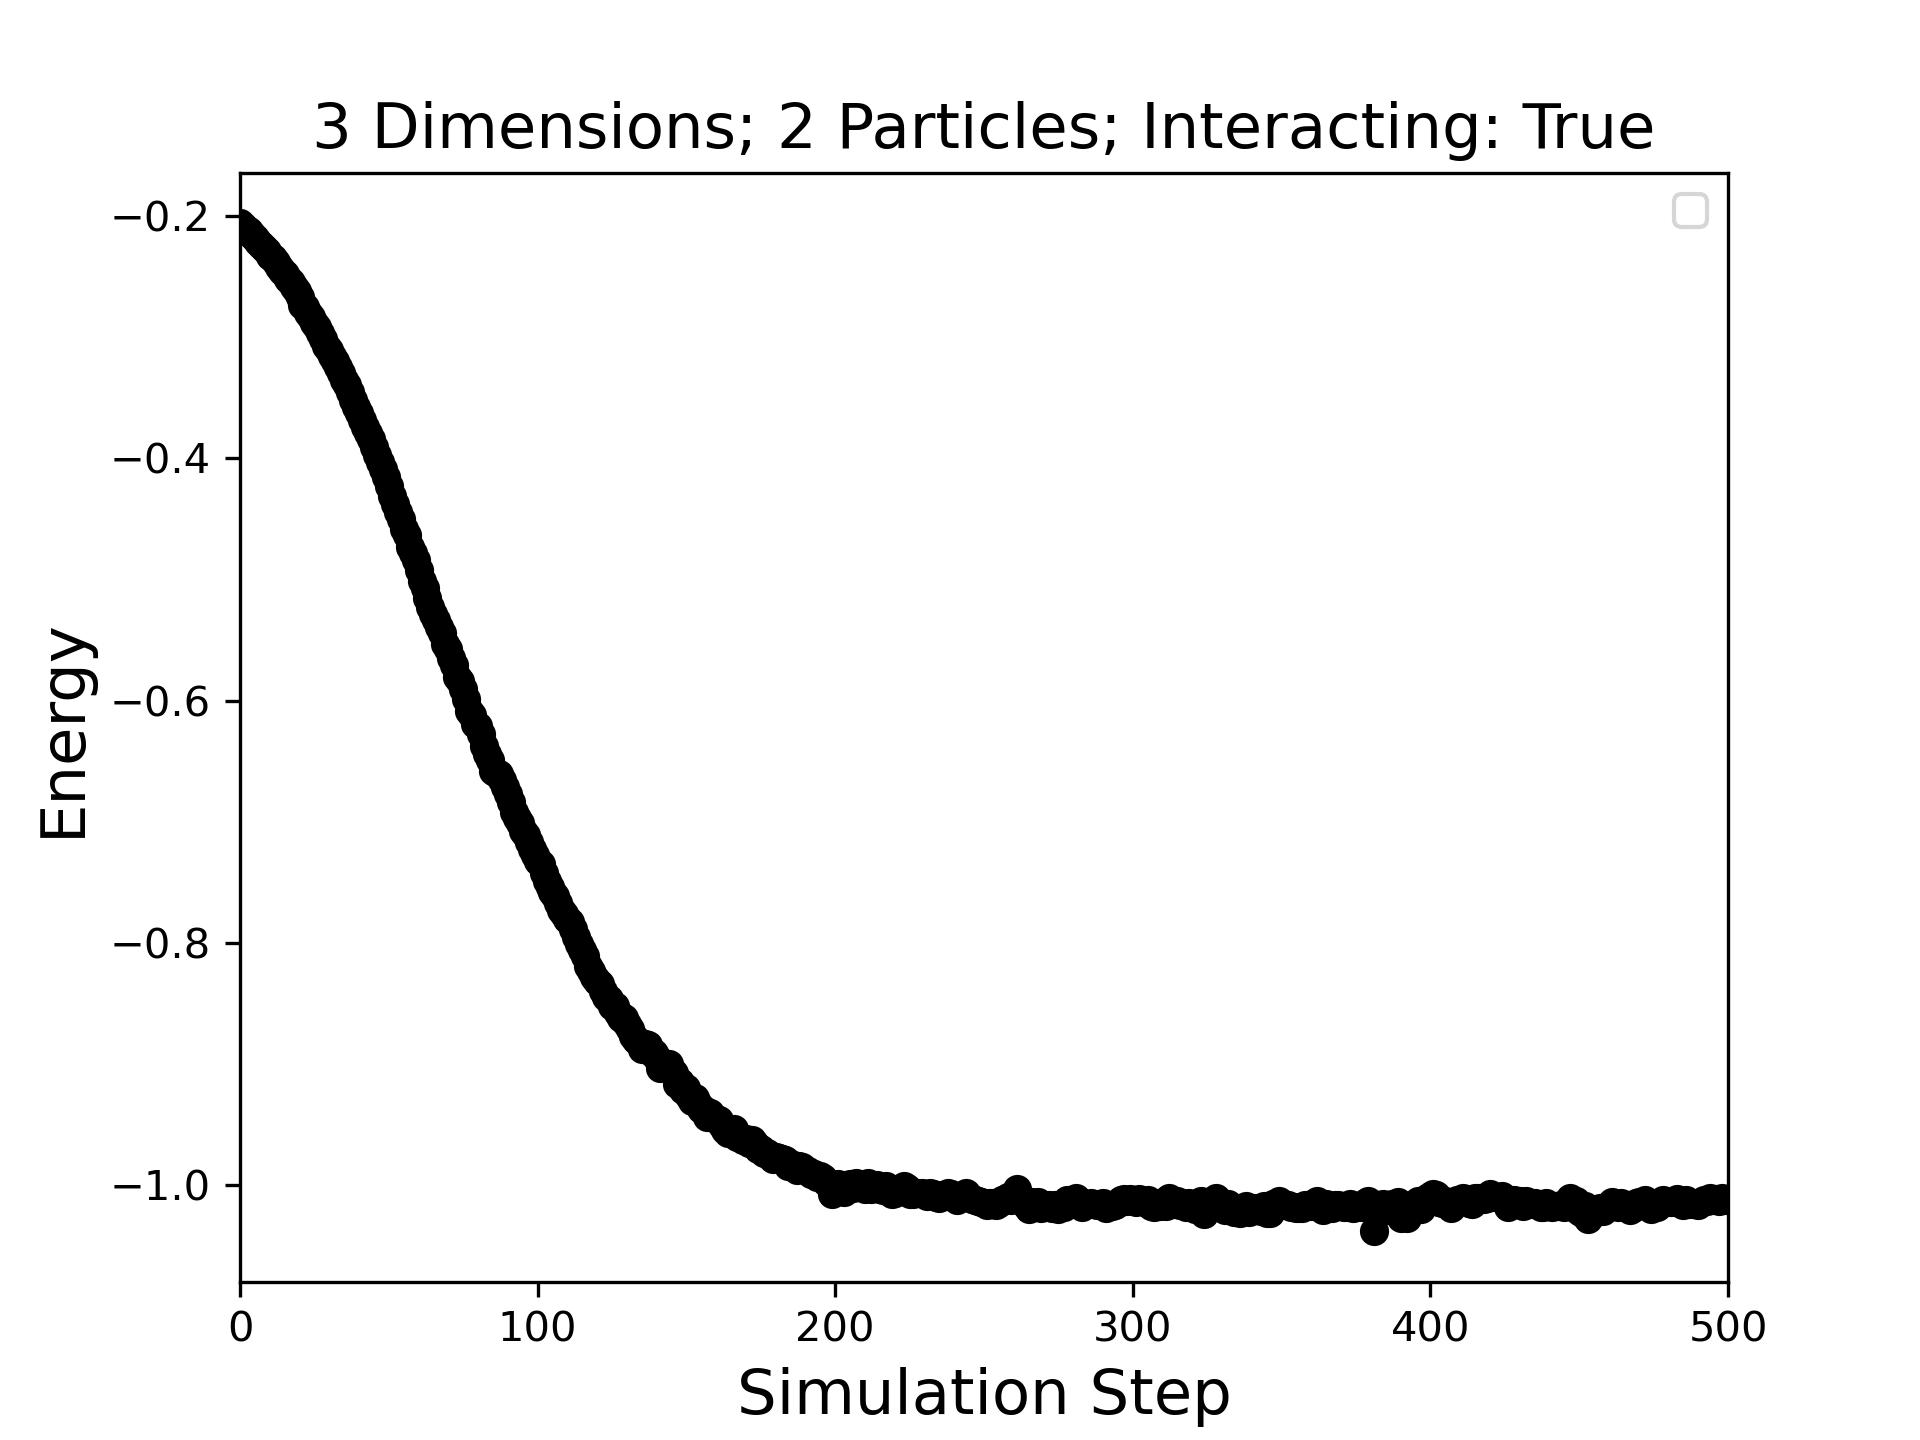 3 Dimensions; 2 Particles; Interacting: True
−0.2
−0.4
−0.6
−0.8
−1.0
Energy
0 100 200 300 400 500
Simulation Step